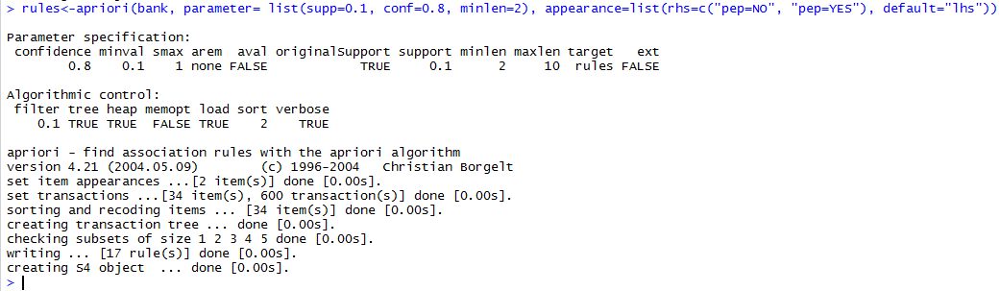 > rules<-apriori(bank, parameter= list(supp=0.1, conf=0.8, minlen=2), appearance=list(rhs=c("pep=NO", "pep=YES"), default="lhs"))
Parameter specification:
confidence minval smax arem aval originalSupport support minlen maxlen target ext
0.8 0.1 1 none FALSE TRUE 0.1 2 10 rules FALSE
Algorithmic control:
filter tree heap memopt load sort verbose
0.1 TRUE TRUE FALSE TRUE 2 TRUE
apriori - find association rules with the apriori algorithm
version 4.21 (2004.05.09) (c) 1996-2004 Christian Borgelt
set item appearances ...[2 item(s)] done [0.00s].
set transactions ...[34 item(s), 600 transaction(s)] done [0.00s].
sorting and recoding items ... [34 item(s)] done [0.00s].
creating transaction tree ... done [0.00s].
checking subsets of size 1 2 3 4 5 done [0.00s].
writing ... [17 rule(s)] done [0.00s].
creating S4 object ... done [0.00s].
>